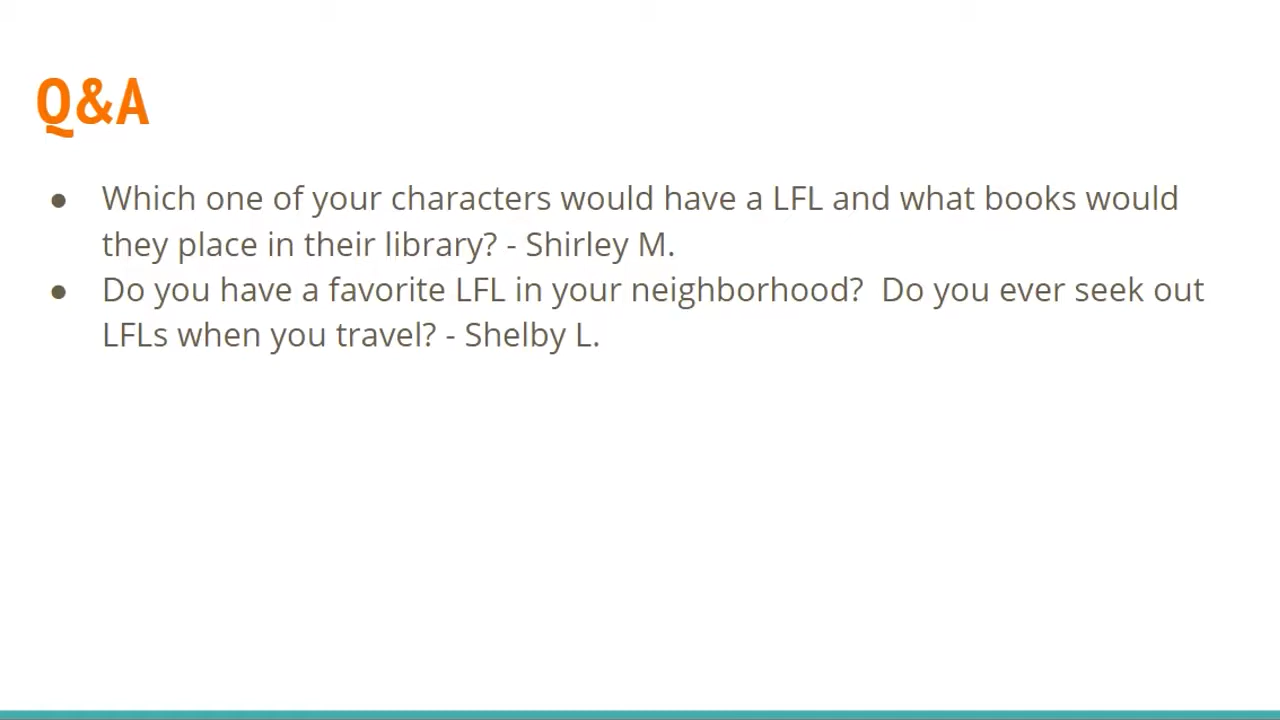 Q&A
● Which one of your characters would have a LFL and what books would
they place in their library? - Shirley M.
● Do you have a favorite LFL in your neighborhood?  Do you ever seek out
LFLs when you travel? - Shelby L.